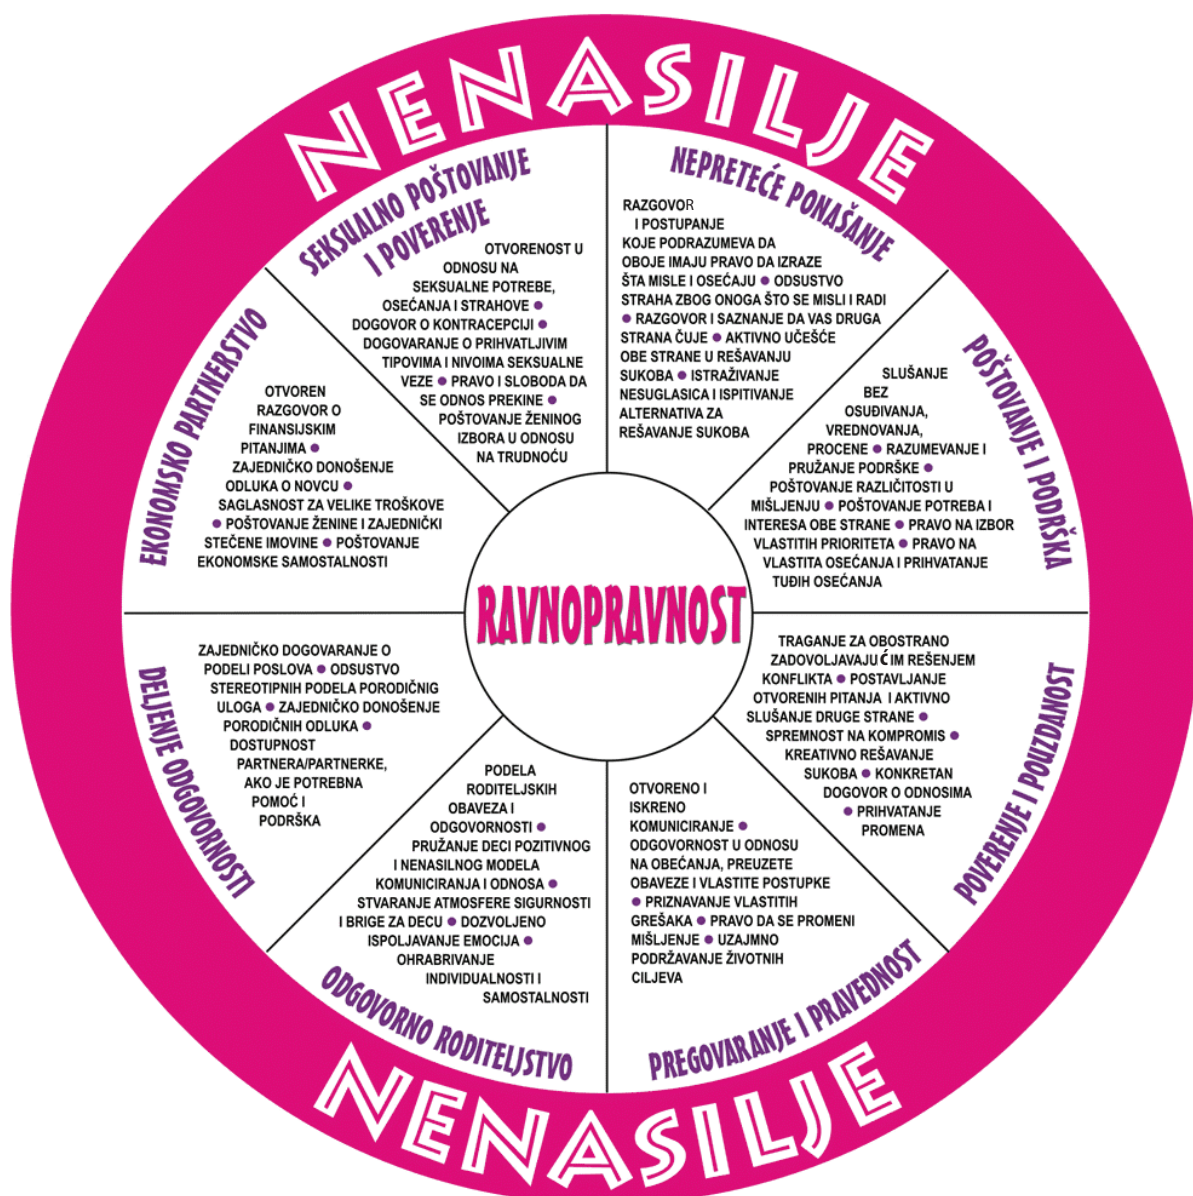 NENASILJE
NEPRETEĆE PONAŠANJE
RAZGOVOR
I POSTUPANJE
KOJE PODRAZUMEVA DA
OBOJE IMAJU PRAVO DA IZRAZE
ŠTA MISLE I OSEĆAJU ● ODSUSTVO
STRAHA ZBOG ONOGA ŠTO SE MISLI I RADI
● RAZGOVOR I SAZNANJE DA VAS DRUGA
STRANA ČUJE ● AKTIVNO UČEŠĆE
OBE STRANE U REŠAVANJU
SUKOBA ● ISTRAŽIVANJE
NESUGLASICA I ISPITIVANJE
ALTERNATIVA ZA
REŠAVANJE SUKOBA
POŠTOVANJE I PODRŠKA
SLUŠANJE
BEZ
OSUĐIVANJA,
VREDNOVANJA,
PROCENE ● RAZUMEVANJE I
PRUŽANJE PODRŠKE ●
POŠTOVANJE RAZLIČITOSTI U
MIŠLJENJU ● POŠTOVANJE POTREBA I
INTERESA OBE STRANE ● PRAVO NA IZBOR
VLASTITIH PRIORITETA ● PRAVO NA
VLASTITA OSEĆANJA I PRIHVATANJE
TUĐIH OSEĆANJA
POVERENJE I POUZDANOST
TRAGANJE ZA OBOSTRANO
ZADOVOLJAVAJUĆIM REŠENJEM
KONFLIKTA ● POSTAVLJANJE
OTVORENIH PITANJA I AKTIVNO
SLUŠANJE DRUGE STRANE ●
SPREMNOST NA KOMPROMIS ●
KREATIVNO REŠAVANJE
SUKOBA ● KONKRETAN
DOGOVOR O ODNOSIMA
● PRIHVATANJE
PROMENA
PREGOVARANJE I PRAVEDNOST
OTVORENO I
ISKRENO
KOMUNICIRANJE ●
ODGOVORNOST U ODNOSU
NA OBEĆANJA, PREUZETE
OBAVEZE I VLASTITE POSTUPKE
● PRIZNAVANJE VLASTITIH
GREŠAKA ● PRAVO DA SE PROMENI
MIŠLJENJE ● UZAJMNO
PODRŽAVANJE ŽIVOTNIH
CILJEVA
ODGOVORNO RODITELJSTVO
PODELA
RODITELJSKIH
OBAVEZA I
ODGOVORNOSTI ●
PRUŽANJE DECI POZITIVNOG
I NENASILNOG MODELA
KOMUNICIRANJA I ODNOSA ●
STVARANJE ATMOSFERE SIGURNOSTI
I BRIGE ZA DECU ● DOZVOLJENO
ISPOLJAVANJE EMOCIJA ●
OHRABRIVANJE
INDIVIDUALNOSTI I
SAMOSTALNOSTI
DELJENJE ODGOVORNOSTI
ZAJEDNIČKO DOGOVARANJE O
PODELI POSLOVA ● ODSUSTVO
STEREOTIPNIH PODELA PORODIČNIG
ULOGA ● ZAJEDNIČKO DONOŠENJE
PORODIČNIH ODLUKA ●
DOSTUPNOST
PARTNERA/PARTNERKE,
AKO JE POTREBNA
POMOĆ I
PODRŠKA
EKONOMSKO PARTNERSTVO
OTVOREN
RAZGOVOR O
FINANSIJSKIM
PITANJIMA ●
ZAJEDNIČKO DONOŠENJE
ODLUKA O NOVCU ●
SAGLASNOST ZA VELIKE TROŠKOVE
● POŠTOVANJE ŽENINE I ZAJEDNIČKI
STEČENE IMOVINE ● POŠTOVANJE
EKONOMSKE SAMOSTALNOSTI
SEKSUALNO POŠTOVANJE
I POVERENJE
OTVORENOST U
ODNOSU NA
SEKSUALNE POTREBE,
OSEĆANJA I STRAHOVE ●
DOGOVOR O KONTRACEPCIJI ●
DOGOVARANJE O PRIHVATLJIVIM
TIPOVIMA I NIVOIMA SEKSUALNE
VEZE ● PRAVO I SLOBODA DA
SE ODNOS PREKINE ●
POŠTOVANJE ŽENINOG
IZBORA U ODNOSU
NA TRUDNOĆU
RAVNOPRAVNOST
NENASILJE